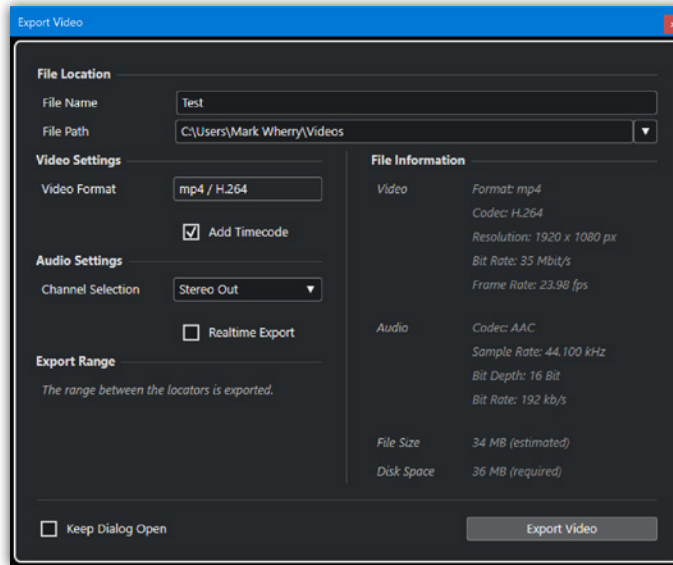 Export Video
File Location
File Name
Test
File Path
C:\Users\Mark Wherry\Videos
Video Settings
Video Format
mp4 / H.264
Add Timecode
Audio Settings
Channel Selection
Stereo Out
Realtime Export
Export Range
The range between the locators is exported.
File Information
Video
Format: mp4
Codec: H.264
Resolution: 1920 x 1080 px
Bit Rate: 35 Mbit/s
Frame Rate: 23.98 fps
Audio
Codec: AAC
Sample Rate: 44.100 kHz
Bit Depth: 16 Bit
Bit Rate: 192 kb/s
File Size
34 MB (estimated)
Disk Space
36 MB (required)
Keep Dialog Open
Export Video